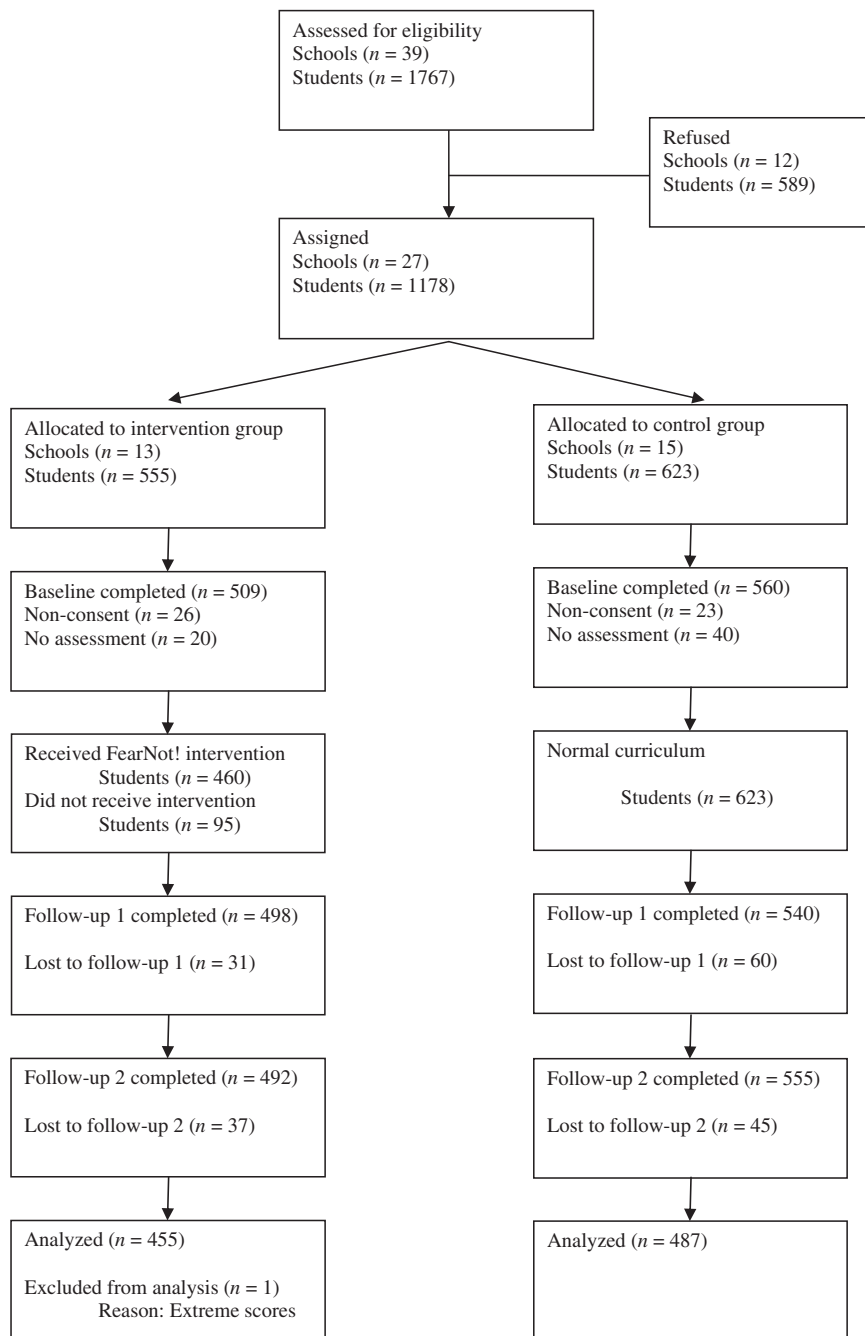 Assessed for eligibility
Schools (n = 39)
Students (n = 1767)
Refused
Schools (n = 12)
Students (n = 589)
Assigned
Schools (n = 27)
Students (n = 1178)
Allocated to intervention group
Schools (n = 13)
Students (n = 555)
Allocated to control group
Schools (n = 15)
Students (n = 623)
Baseline completed (n = 509)
Non-consent (n = 26)
No assessment (n = 20)
Baseline completed (n = 560)
Non-consent (n = 23)
No assessment (n = 40)
Received FearNot! intervention
Students (n = 460)
Did not receive intervention
Students (n = 95)
Normal curriculum
Students (n = 623)
Follow-up 1 completed (n = 498)
Lost to follow-up 1 (n = 31)
Follow-up 1 completed (n = 540)
Lost to follow-up 1 (n = 60)
Follow-up 2 completed (n = 492)
Lost to follow-up 2 (n = 37)
Follow-up 2 completed (n = 555)
Lost to follow-up 2 (n = 45)
Analyzed (n = 455)
Excluded from analysis (n = 1)
Reason: Extreme scores
Analyzed (n = 487)